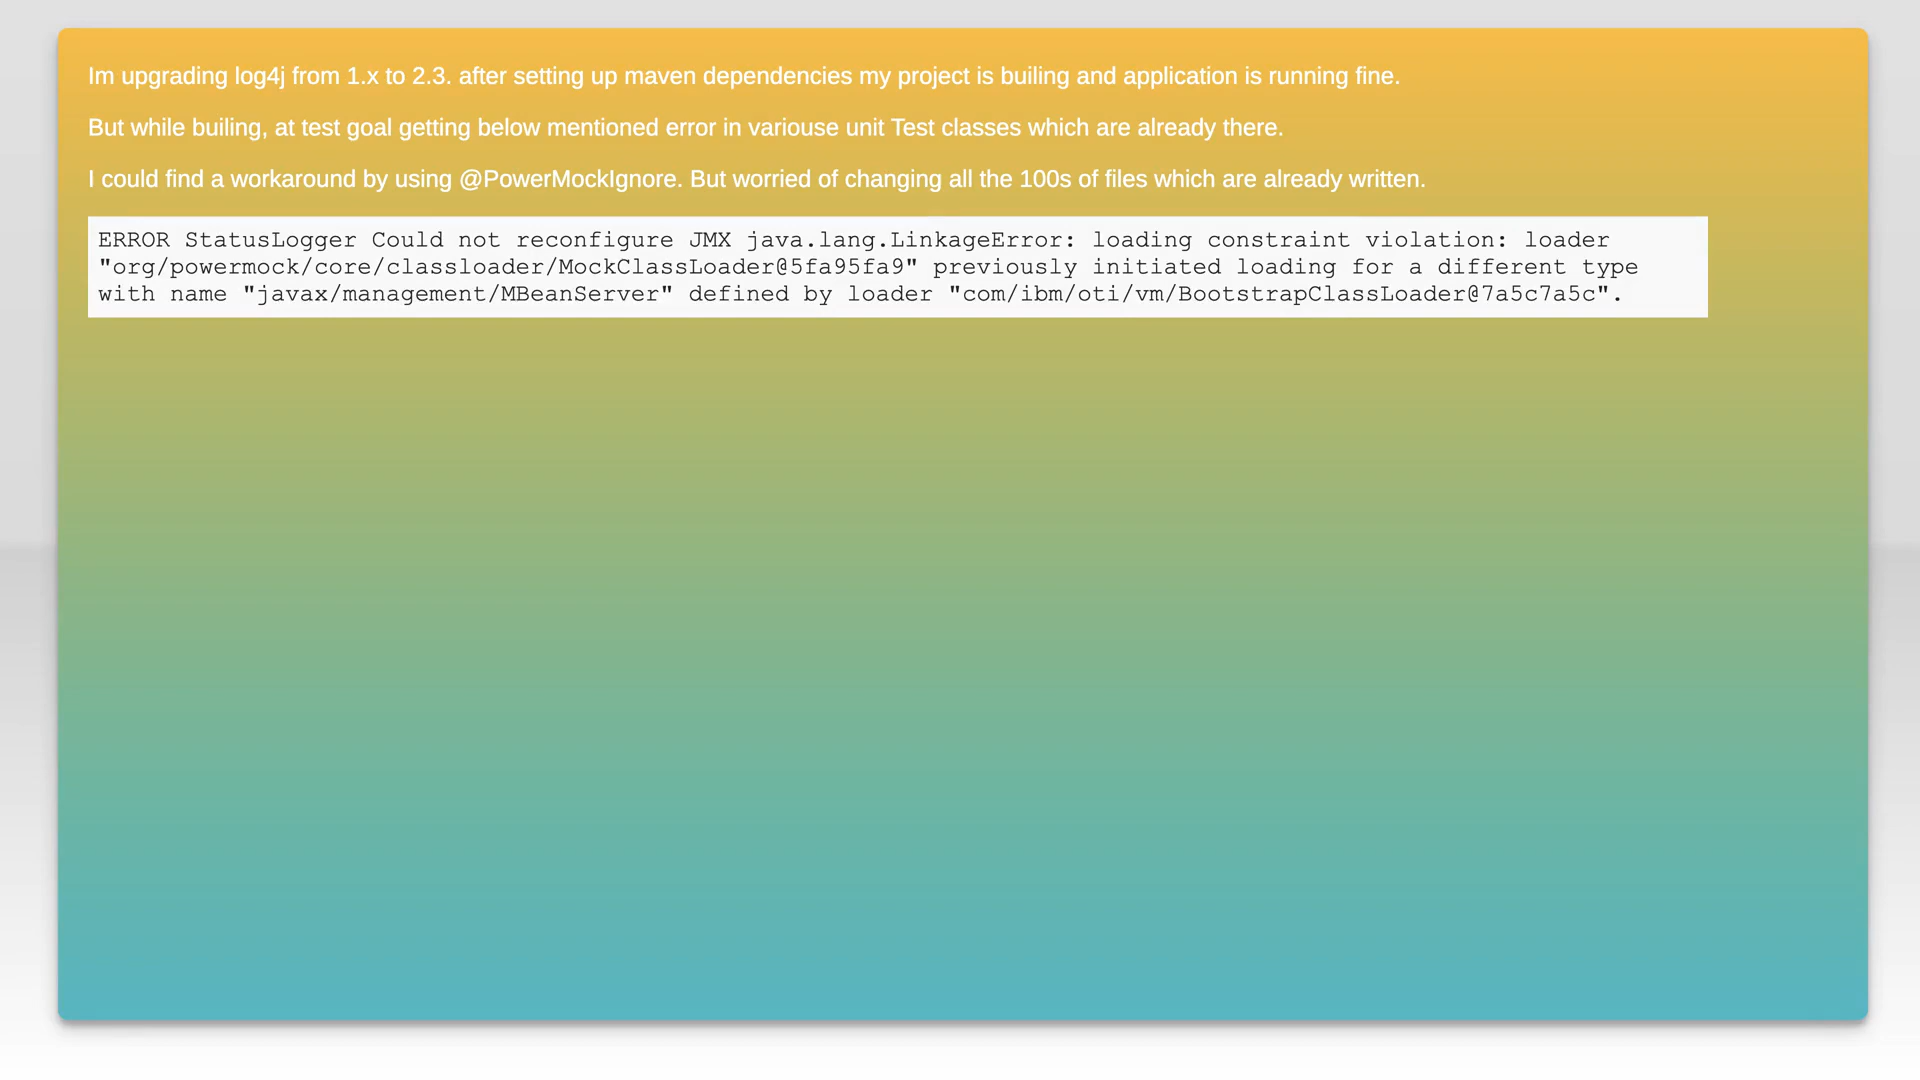 Im upgrading log4j from 1.x to 2.3. after setting up maven dependencies my project is builing and application is running fine.
But while builing, at test goal getting below mentioned error in variouse unit Test classes which are already there.
I could find a workaround by using @PowerMockIgnore. But worried of changing all the 100s of files which are already written.
ERROR StatusLogger Could not reconfigure JMX java.lang.LinkageError: loading constraint violation: loader
"org/powermock/core/classloader/MockClassLoader@5fa95fa9" previously initiated loading for a different type
with name "javax/management/MBeanServer" defined by loader "com/ibm/oti/vm/BootstrapClassLoader@7a5c7a5c".